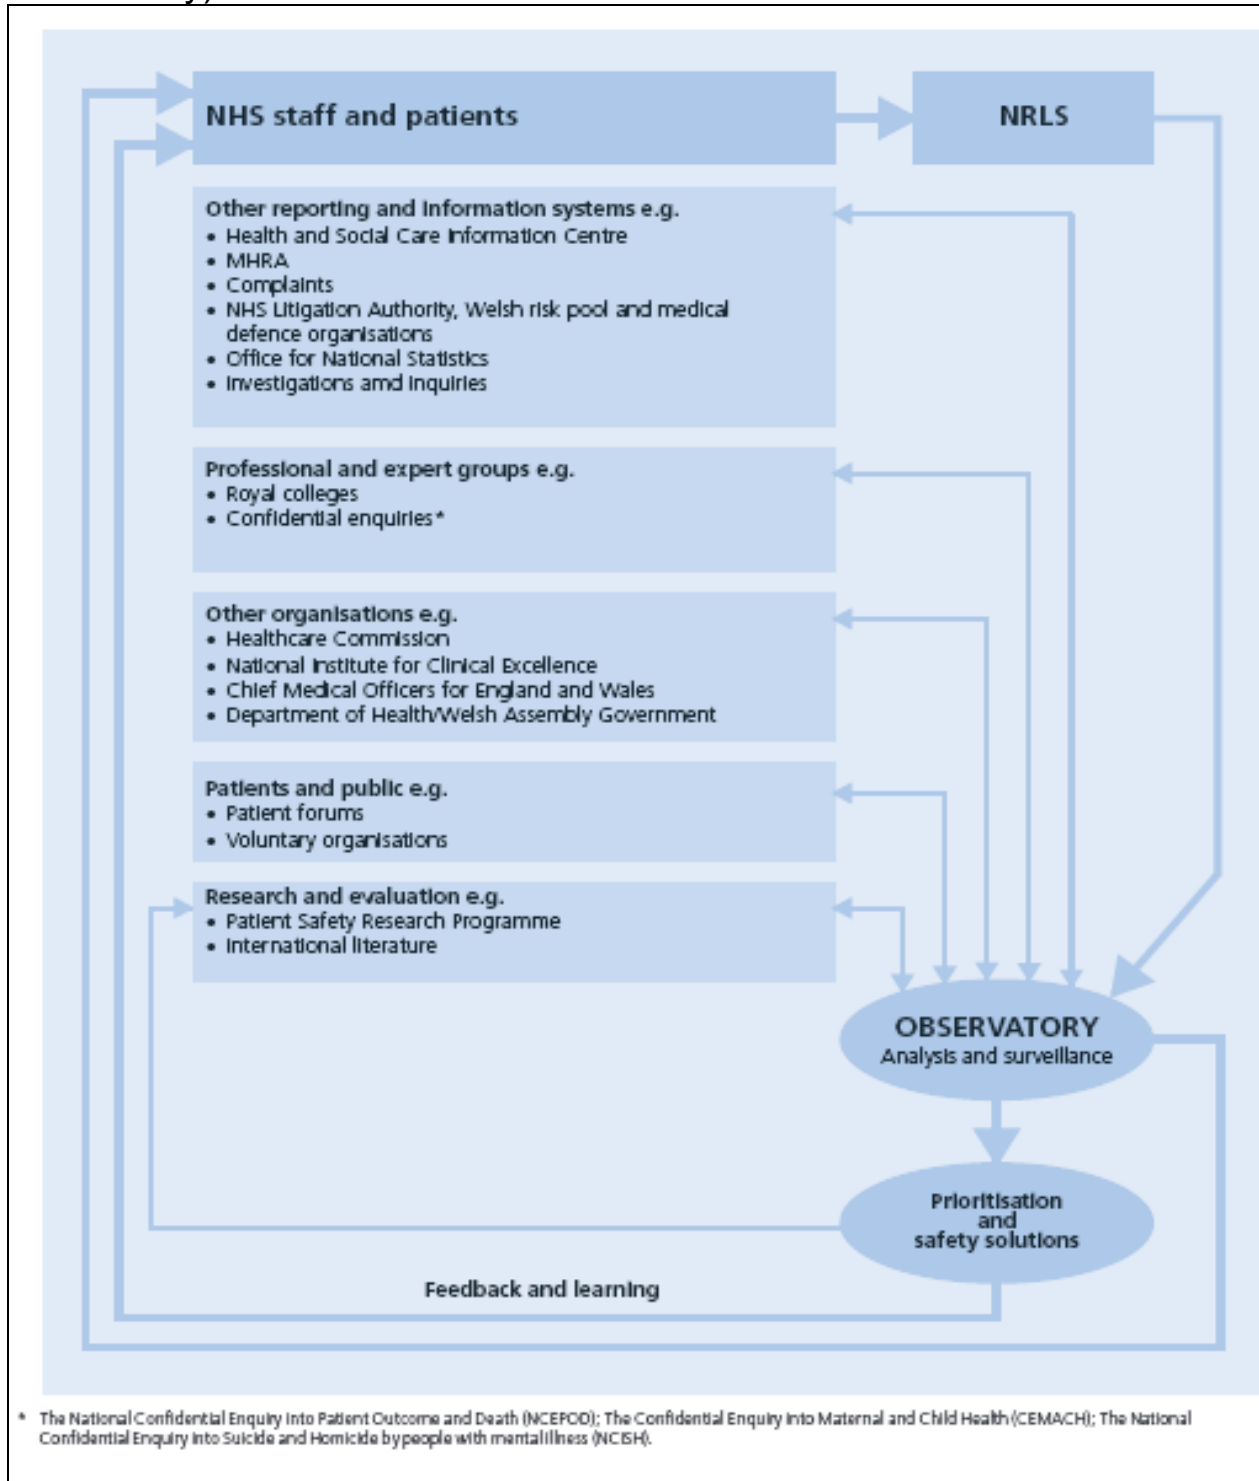 NHS staff and patients
NRLS
Other reporting and information systems e.g.
• Health and Social Care Information Centre
• MHRA
• Complaints
• NHS Litigation Authority, Welsh risk pool and medical
defence organisations
• Office for National Statistics
• Investigations amd inquiries
Professional and expert groups e.g.
• Royal colleges
• Confidential enquiries*
Other organisations e.g.
• Healthcare Commission
• National Institute for Clinical Excellence
• Chief Medical Officers for England and Wales
• Department of Health/Welsh Assembly Government
Patients and public e.g.
• Patient forums
• Voluntary organisations
Research and evaluation e.g.
• Patient Safety Research Programme
• International literature
OBSERVATORY
Analysis and surveillance
Prioritisation
and
safety solutions
Feedback and learning
* The National Confidential Enquiry into Patient Outcome and Death (NCEPOD); The Confidential Enquiry into Maternal and Child Health (CEMACH); The National
Confidential Enquiry into Suicide and Homicide by people with mental illness (NCISH).